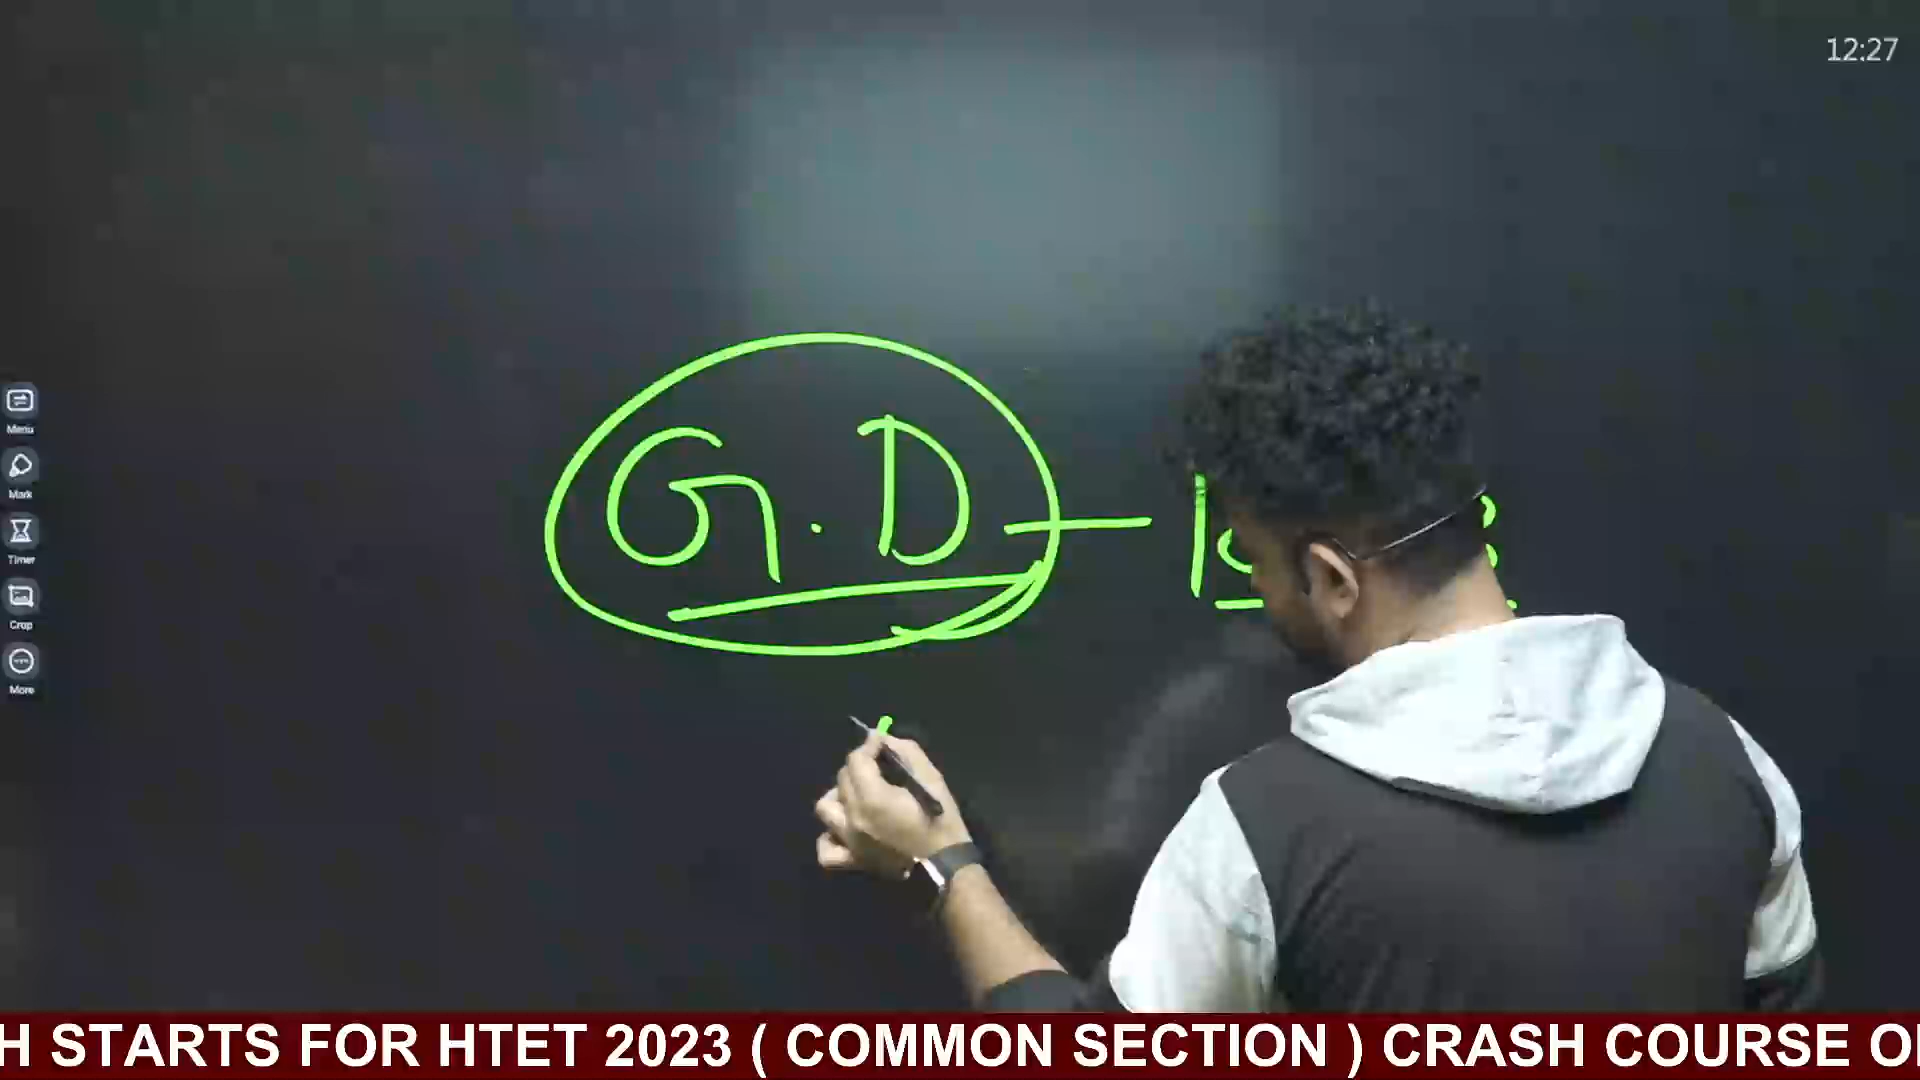 12:27
G.D —
Menu
Mark
Timer
Crop
More
H STARTS FOR HTET 2023 ( COMMON SECTION ) CRASH COURSE O